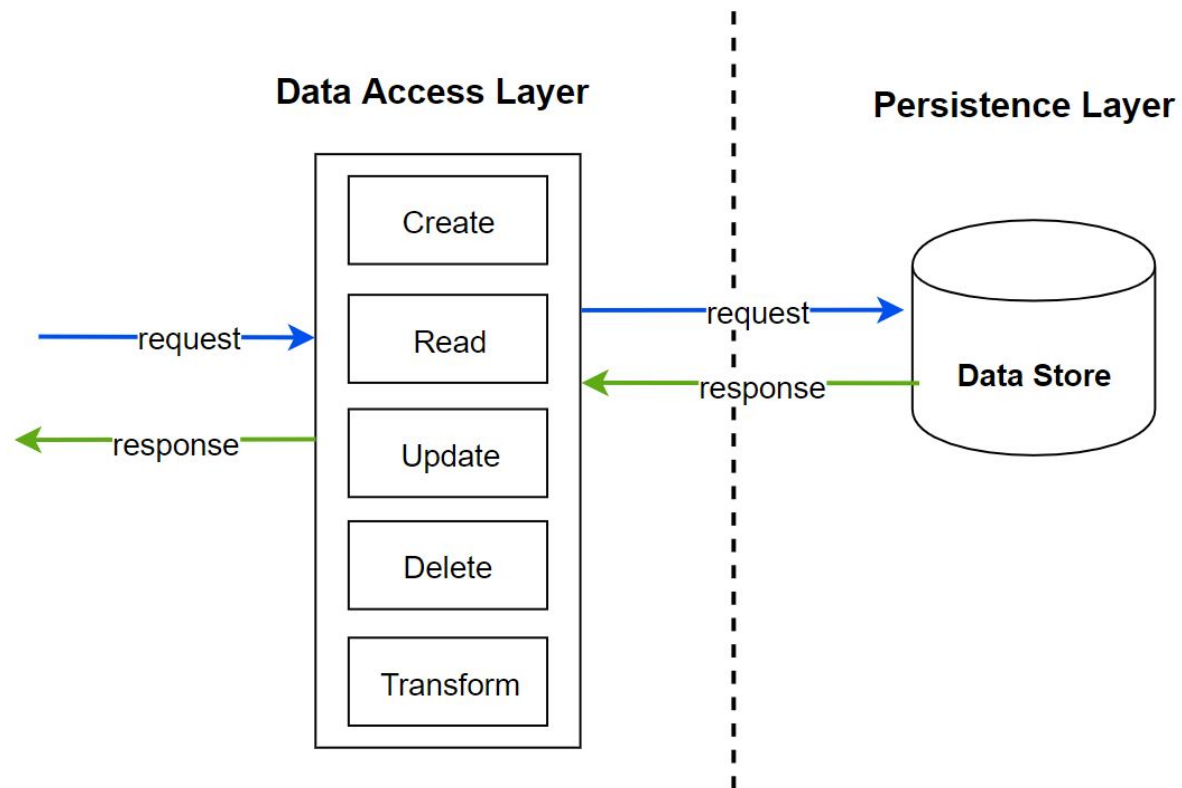 Data Access Layer
Persistence Layer
Create
request
Read
request
response
Data Store
response
Update
Delete
Transform